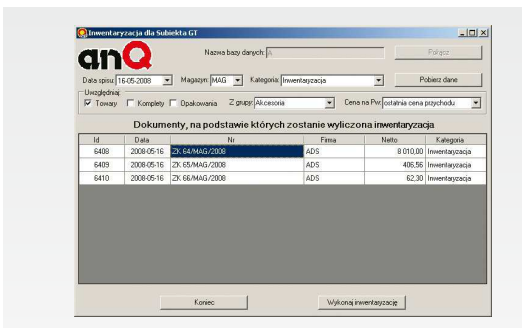 Inwentaryzacja dla Subiekta GT
anQ
Nazwa bazy danych: A Połącz
Data spisu: 16-05-2008 Magazyn: MAG Kategoria: Inwentaryzacja Pobierz dane
Uwzględniaj:
Towary Komplety Opakowania Z grupy: Akcesoria Cena na Pw: ostatnia cena przychodu
Dokumenty, na podstawie których zostanie wyliczona inwentaryzacja
Id Data Nr Firma Netto Kategoria
6408 2008-05-16 ZK 64/MAG/2008 ADS 8 010,00 Inwentaryzacja
6409 2008-05-16 ZK 65/MAG/2008 ADS 406,56 Inwentaryzacja
6410 2008-05-16 ZK 66/MAG/2008 ADS 62,30 Inwentaryzacja
Koniec Wykonaj inwentaryzację